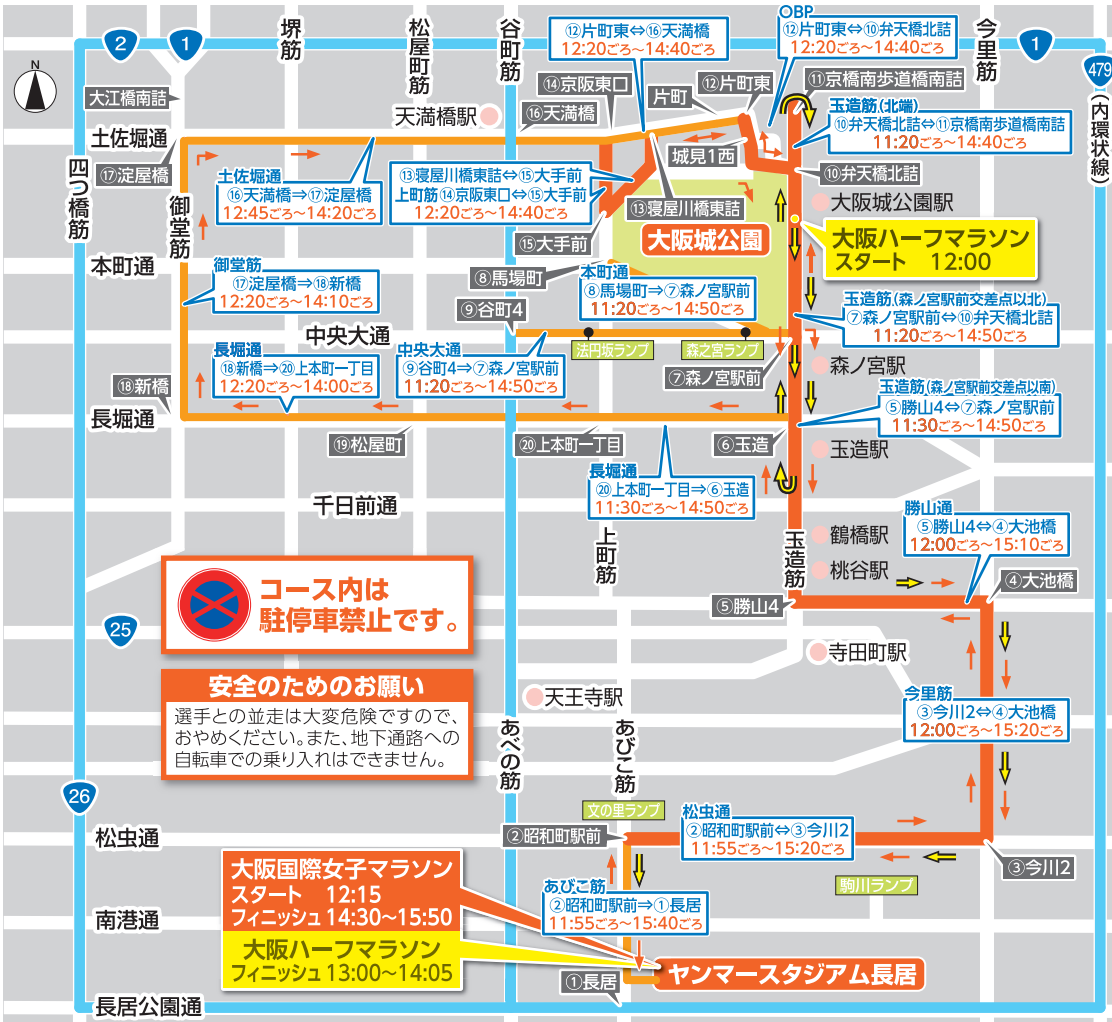 2
1
堺筋
松屋町筋
谷町筋
⑫片町東⇔⑯天満橋
12:20ごろ~14:40ごろ
OBP
⑫片町東⇔⑩弁天橋北詰
12:20ごろ~14:40ごろ
今里筋
1
479
(内環状線)
N
大江橋南詰
天満橋駅
⑭京阪東口
⑯天満橋
片町
⑫片町東
⑪京橋南歩道橋南詰
玉造筋(北端)
⑩弁天橋北詰⇔⑪京橋南歩道橋南詰
11:20ごろ~14:40ごろ
土佐堀通
⑰淀屋橋
四つ橋筋
御堂筋
土佐堀通
⑯天満橋⇒⑰淀屋橋
12:45ごろ~14:20ごろ
⑬寝屋川橋東詰⇔⑮大手前
上町筋⑭京阪東口⇔⑮大手前
12:20ごろ~14:40ごろ
城見1西
⑩弁天橋北詰
⑬寝屋川橋東詰
大阪城公園駅
⑮大手前
大阪城公園
大阪ハーフマラソン
スタート 12:00
本町通
御堂筋
⑰淀屋橋⇒⑱新橋
12:20ごろ~14:10ごろ
⑧馬場町
本町通
⑧馬場町⇒⑦森ノ宮駅前
11:20ごろ~14:50ごろ
⑨谷町4
玉造筋(森ノ宮駅前交差点以北)
⑦森ノ宮駅前⇔⑩弁天橋北詰
11:20ごろ~14:50ごろ
中央大通
法円坂ランプ
森之宮ランプ
長堀通
⑱新橋⇒⑳上本町一丁目
12:20ごろ~14:00ごろ
中央大通
⑨谷町4⇒⑦森ノ宮駅前
11:20ごろ~14:50ごろ
⑦森ノ宮駅前
森ノ宮駅
⑱新橋
玉造筋(森ノ宮駅前交差点以南)
⑤勝山4⇔⑦森ノ宮駅前
11:30ごろ~14:50ごろ
長堀通
⑲松屋町
⑳上本町一丁目
⑥玉造
玉造駅
長堀通
⑳上本町一丁目⇒⑥玉造
11:30ごろ~14:50ごろ
千日前通
上町筋
玉造筋
鶴橋駅
勝山通
⑤勝山4⇔④大池橋
12:00ごろ~15:10ごろ
桃谷駅
④大池橋
コース内は
駐停車禁止です。
⑤勝山4
25
寺田町駅
安全のためのお願い
選手との並走は大変危険ですので、
おやめください。また、地下通路への
自転車での乗り入れはできません。
天王寺駅
今里筋
③今川2⇔④大池橋
12:00ごろ~15:20ごろ
あべの筋
あびこ筋
26
文の里ランプ
松虫通
②昭和町駅前
松虫通
②昭和町駅前⇔③今川2
11:55ごろ~15:20ごろ
③今川2
駒川ランプ
大阪国際女子マラソン
スタート 12:15
フィニッシュ 14:30~15:50
あびこ筋
②昭和町駅前⇒①長居
11:55ごろ~15:40ごろ
南港通
大阪ハーフマラソン
フィニッシュ 13:00~14:05
ヤンマースタジアム長居
①長居
長居公園通